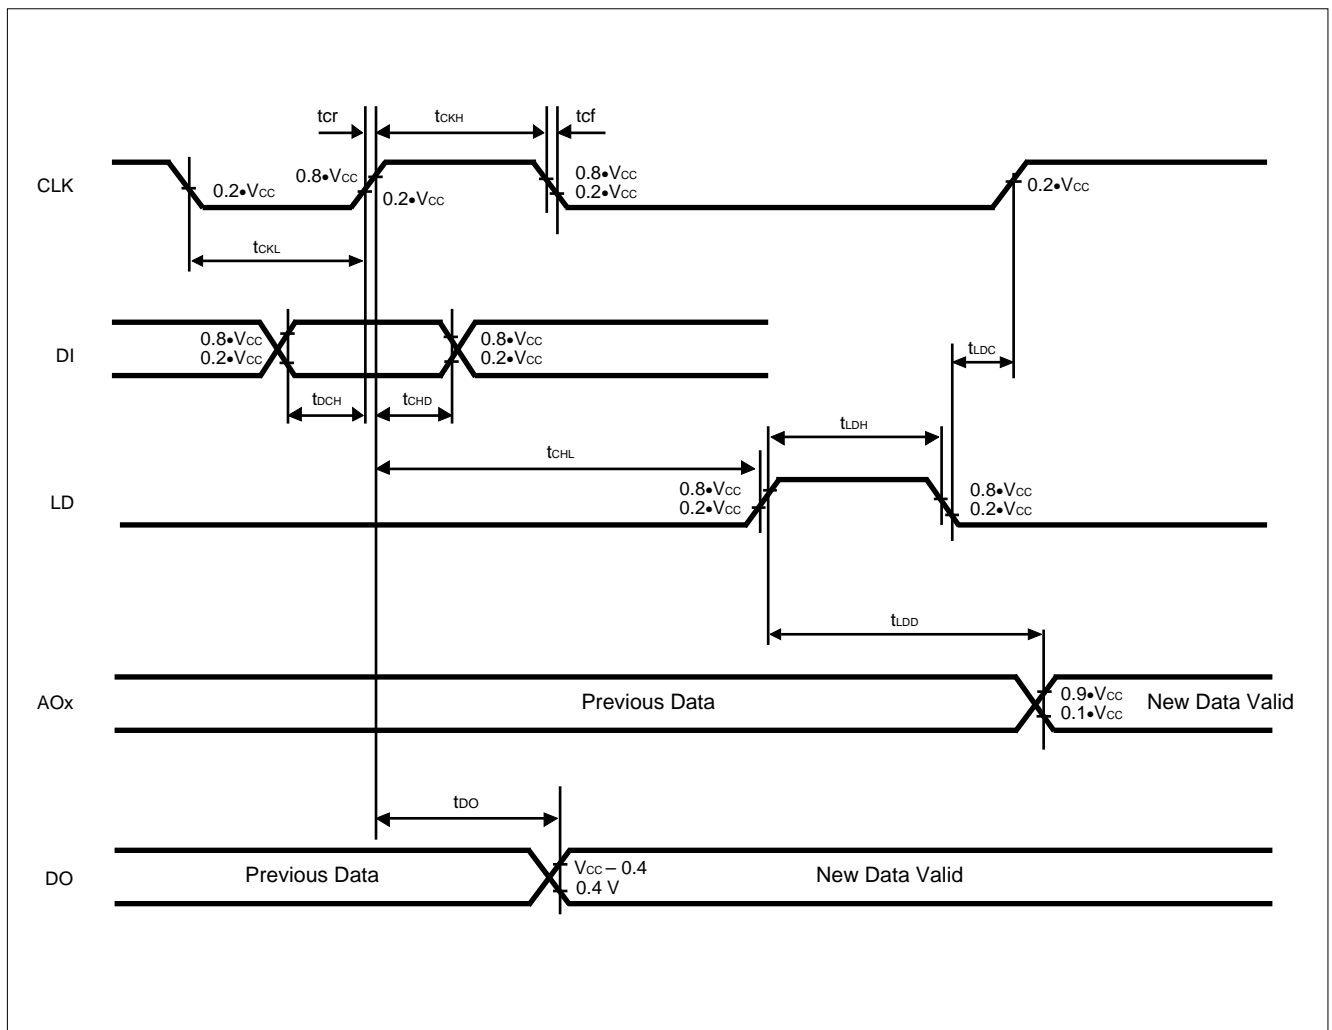 tcr
tCKH
tcf
CLK
0.2•VCC
0.8•VCC
0.2•VCC
0.8•VCC
0.2•VCC
0.2•VCC
tCKL
DI
0.8•VCC
0.2•VCC
0.8•VCC
0.2•VCC
tLDC
tDCH
tCHD
tLDH
tCHL
LD
0.8•VCC
0.2•VCC
0.8•VCC
0.2•VCC
tLDD
AOx
Previous Data
0.9•VCC
0.1•VCC
New Data Valid
tDO
DO
Previous Data
VCC – 0.4
0.4 V
New Data Valid